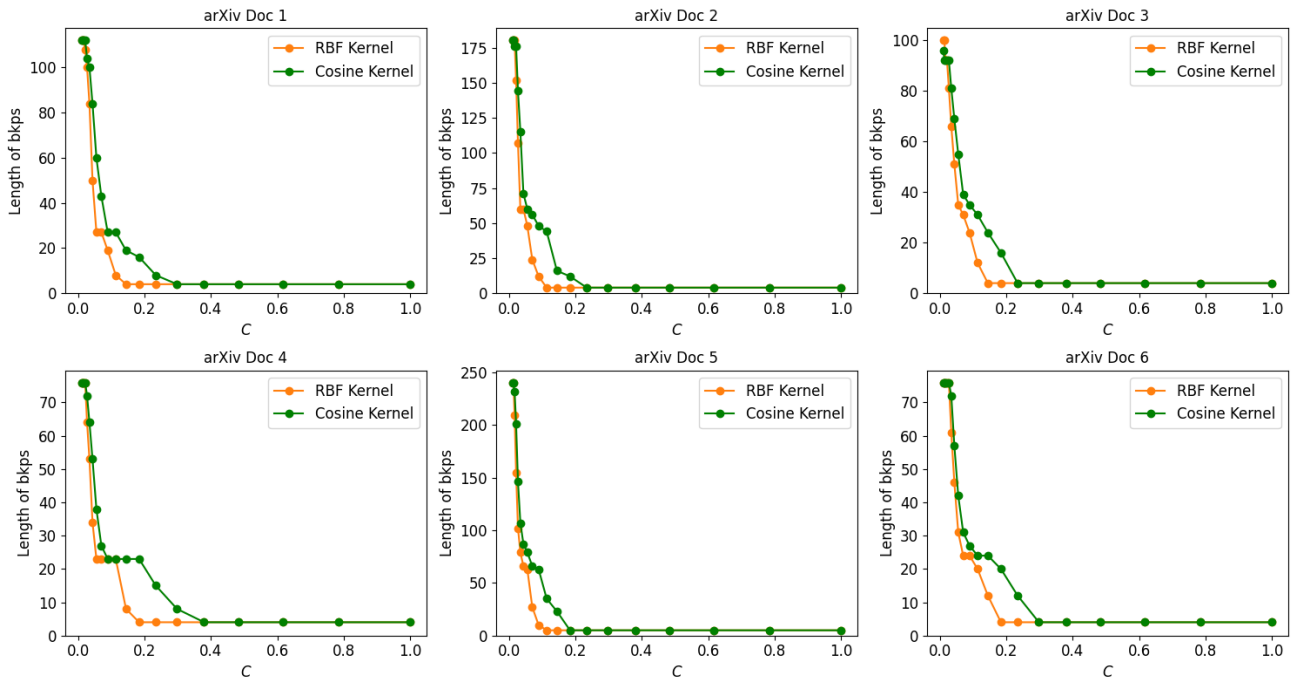 arXiv Doc 1
Length of bkps
100
80
60
40
20
0
RBF Kernel
Cosine Kernel
0.0 0.2 0.4 0.6 0.8 1.0
C
arXiv Doc 2
Length of bkps
175
150
125
100
75
50
25
0
RBF Kernel
Cosine Kernel
0.0 0.2 0.4 0.6 0.8 1.0
C
arXiv Doc 3
Length of bkps
100
80
60
40
20
0
RBF Kernel
Cosine Kernel
0.0 0.2 0.4 0.6 0.8 1.0
C
arXiv Doc 4
Length of bkps
70
60
50
40
30
20
10
0
RBF Kernel
Cosine Kernel
0.0 0.2 0.4 0.6 0.8 1.0
C
arXiv Doc 5
Length of bkps
250
200
150
100
50
0
RBF Kernel
Cosine Kernel
0.0 0.2 0.4 0.6 0.8 1.0
C
arXiv Doc 6
Length of bkps
70
60
50
40
30
20
10
0
RBF Kernel
Cosine Kernel
0.0 0.2 0.4 0.6 0.8 1.0
C